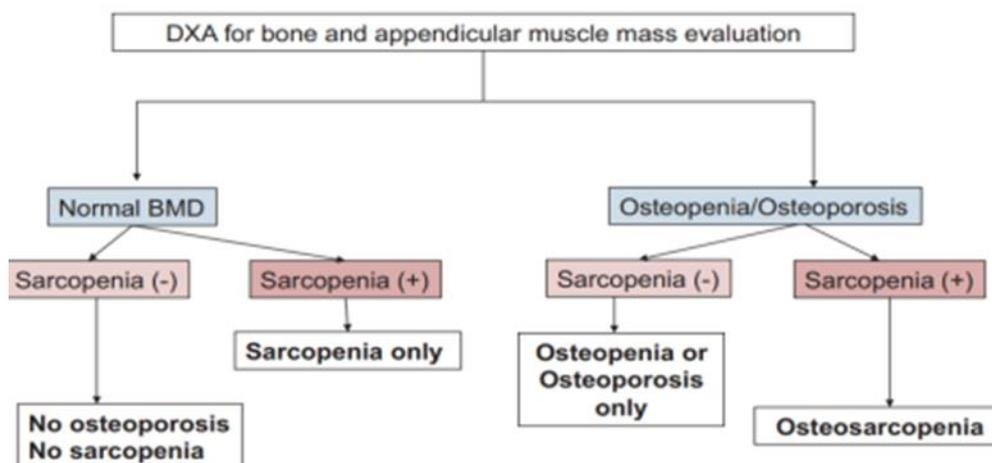 DXA for bone and appendicular muscle mass evaluation
Normal BMD
Osteopenia/Osteoporosis
Sarcopenia (-)
Sarcopenia (+)
Sarcopenia (-)
Sarcopenia (+)
Sarcopenia only
Osteopenia or
Osteoporosis
only
No osteoporosis
No sarcopenia
Osteosarcopenia